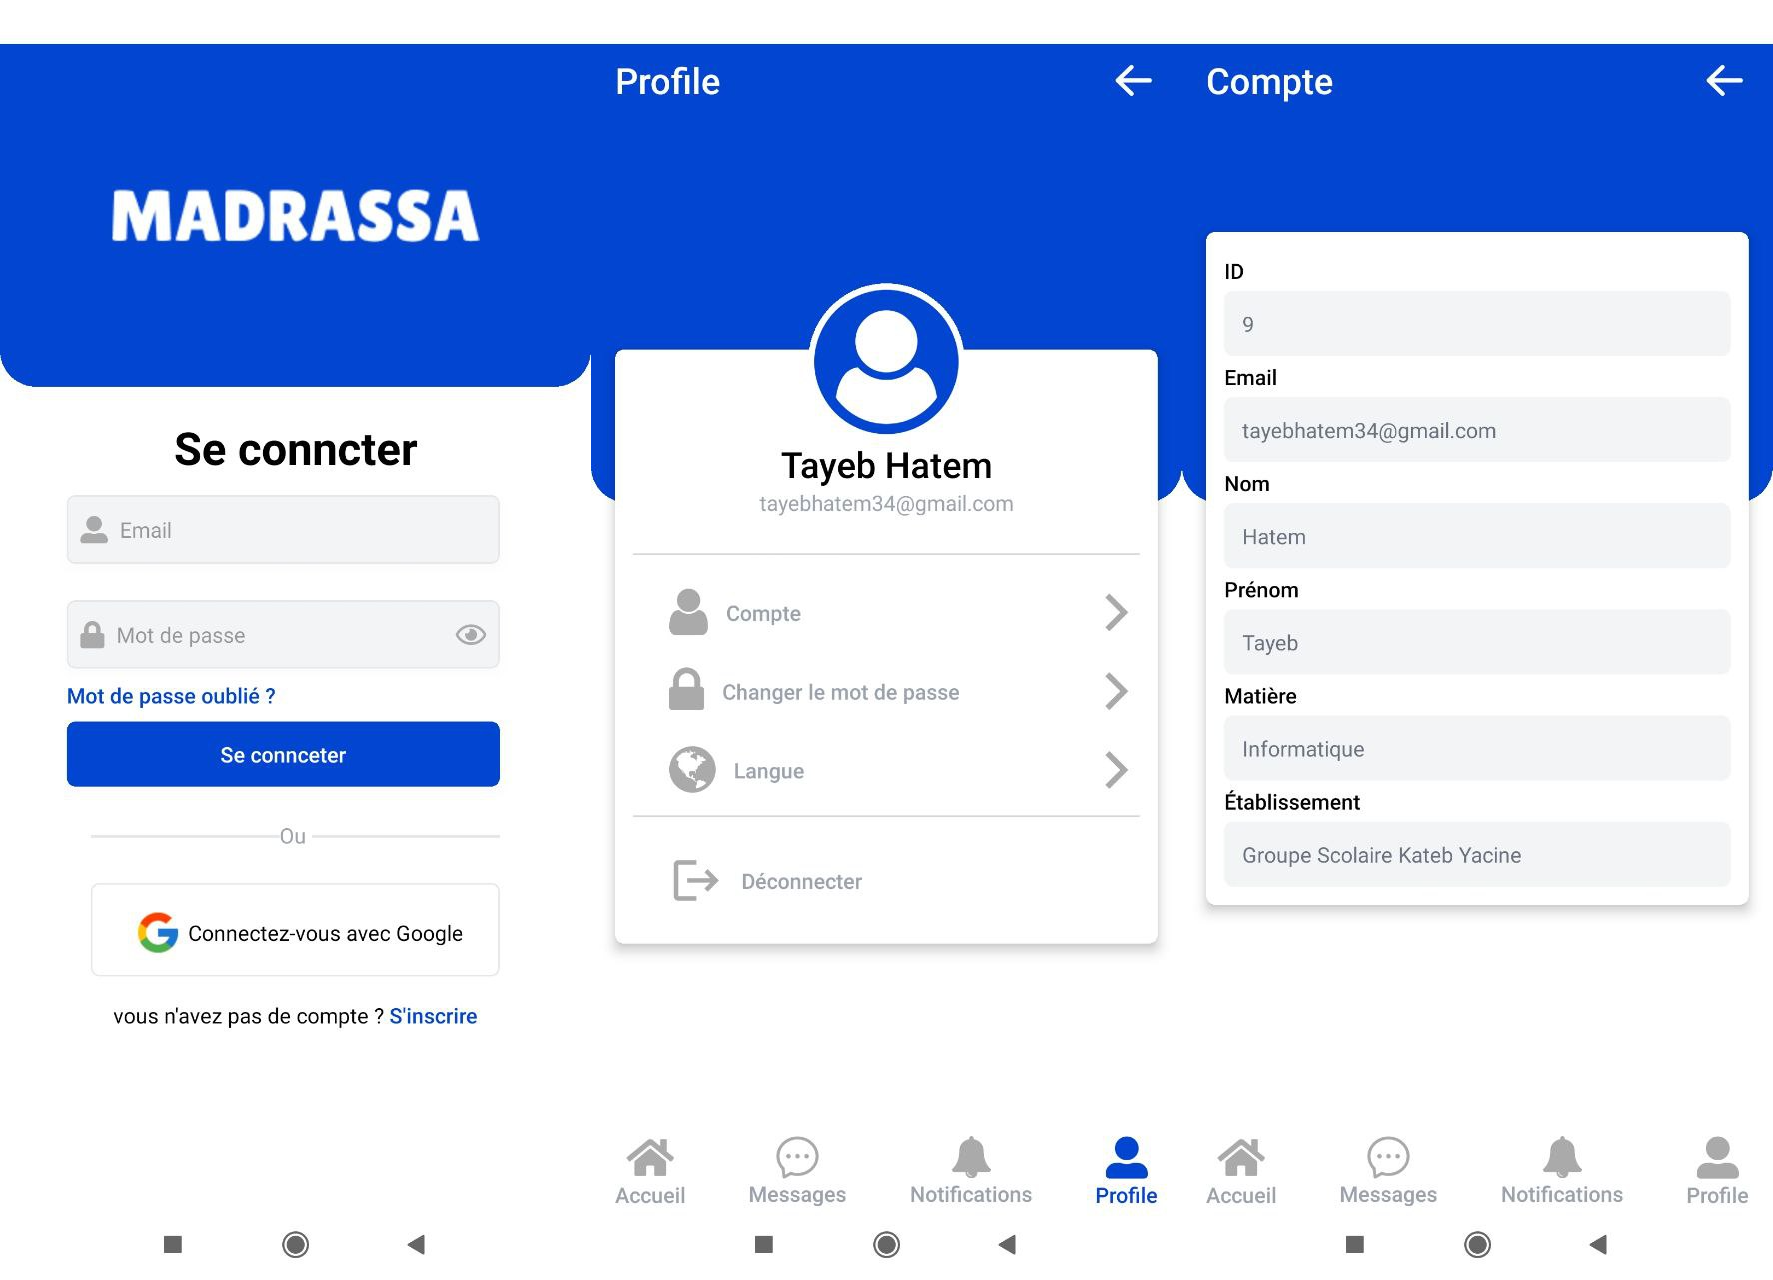 MADRASSA
Se conncter
Email
Mot de passe
Mot de passe oublié ?
Se connceter
Ou
Connectez-vous avec Google
vous n'avez pas de compte ? S'inscrire
Profile
Tayeb Hatem
tayebhatem34@gmail.com
Compte
Changer le mot de passe
Langue
Déconnecter
Accueil Messages Notifications Profile
Compte
ID
9
Email
tayebhatem34@gmail.com
Nom
Hatem
Prénom
Tayeb
Matière
Informatique
Établissement
Groupe Scolaire Kateb Yacine
Accueil Messages Notifications Profile